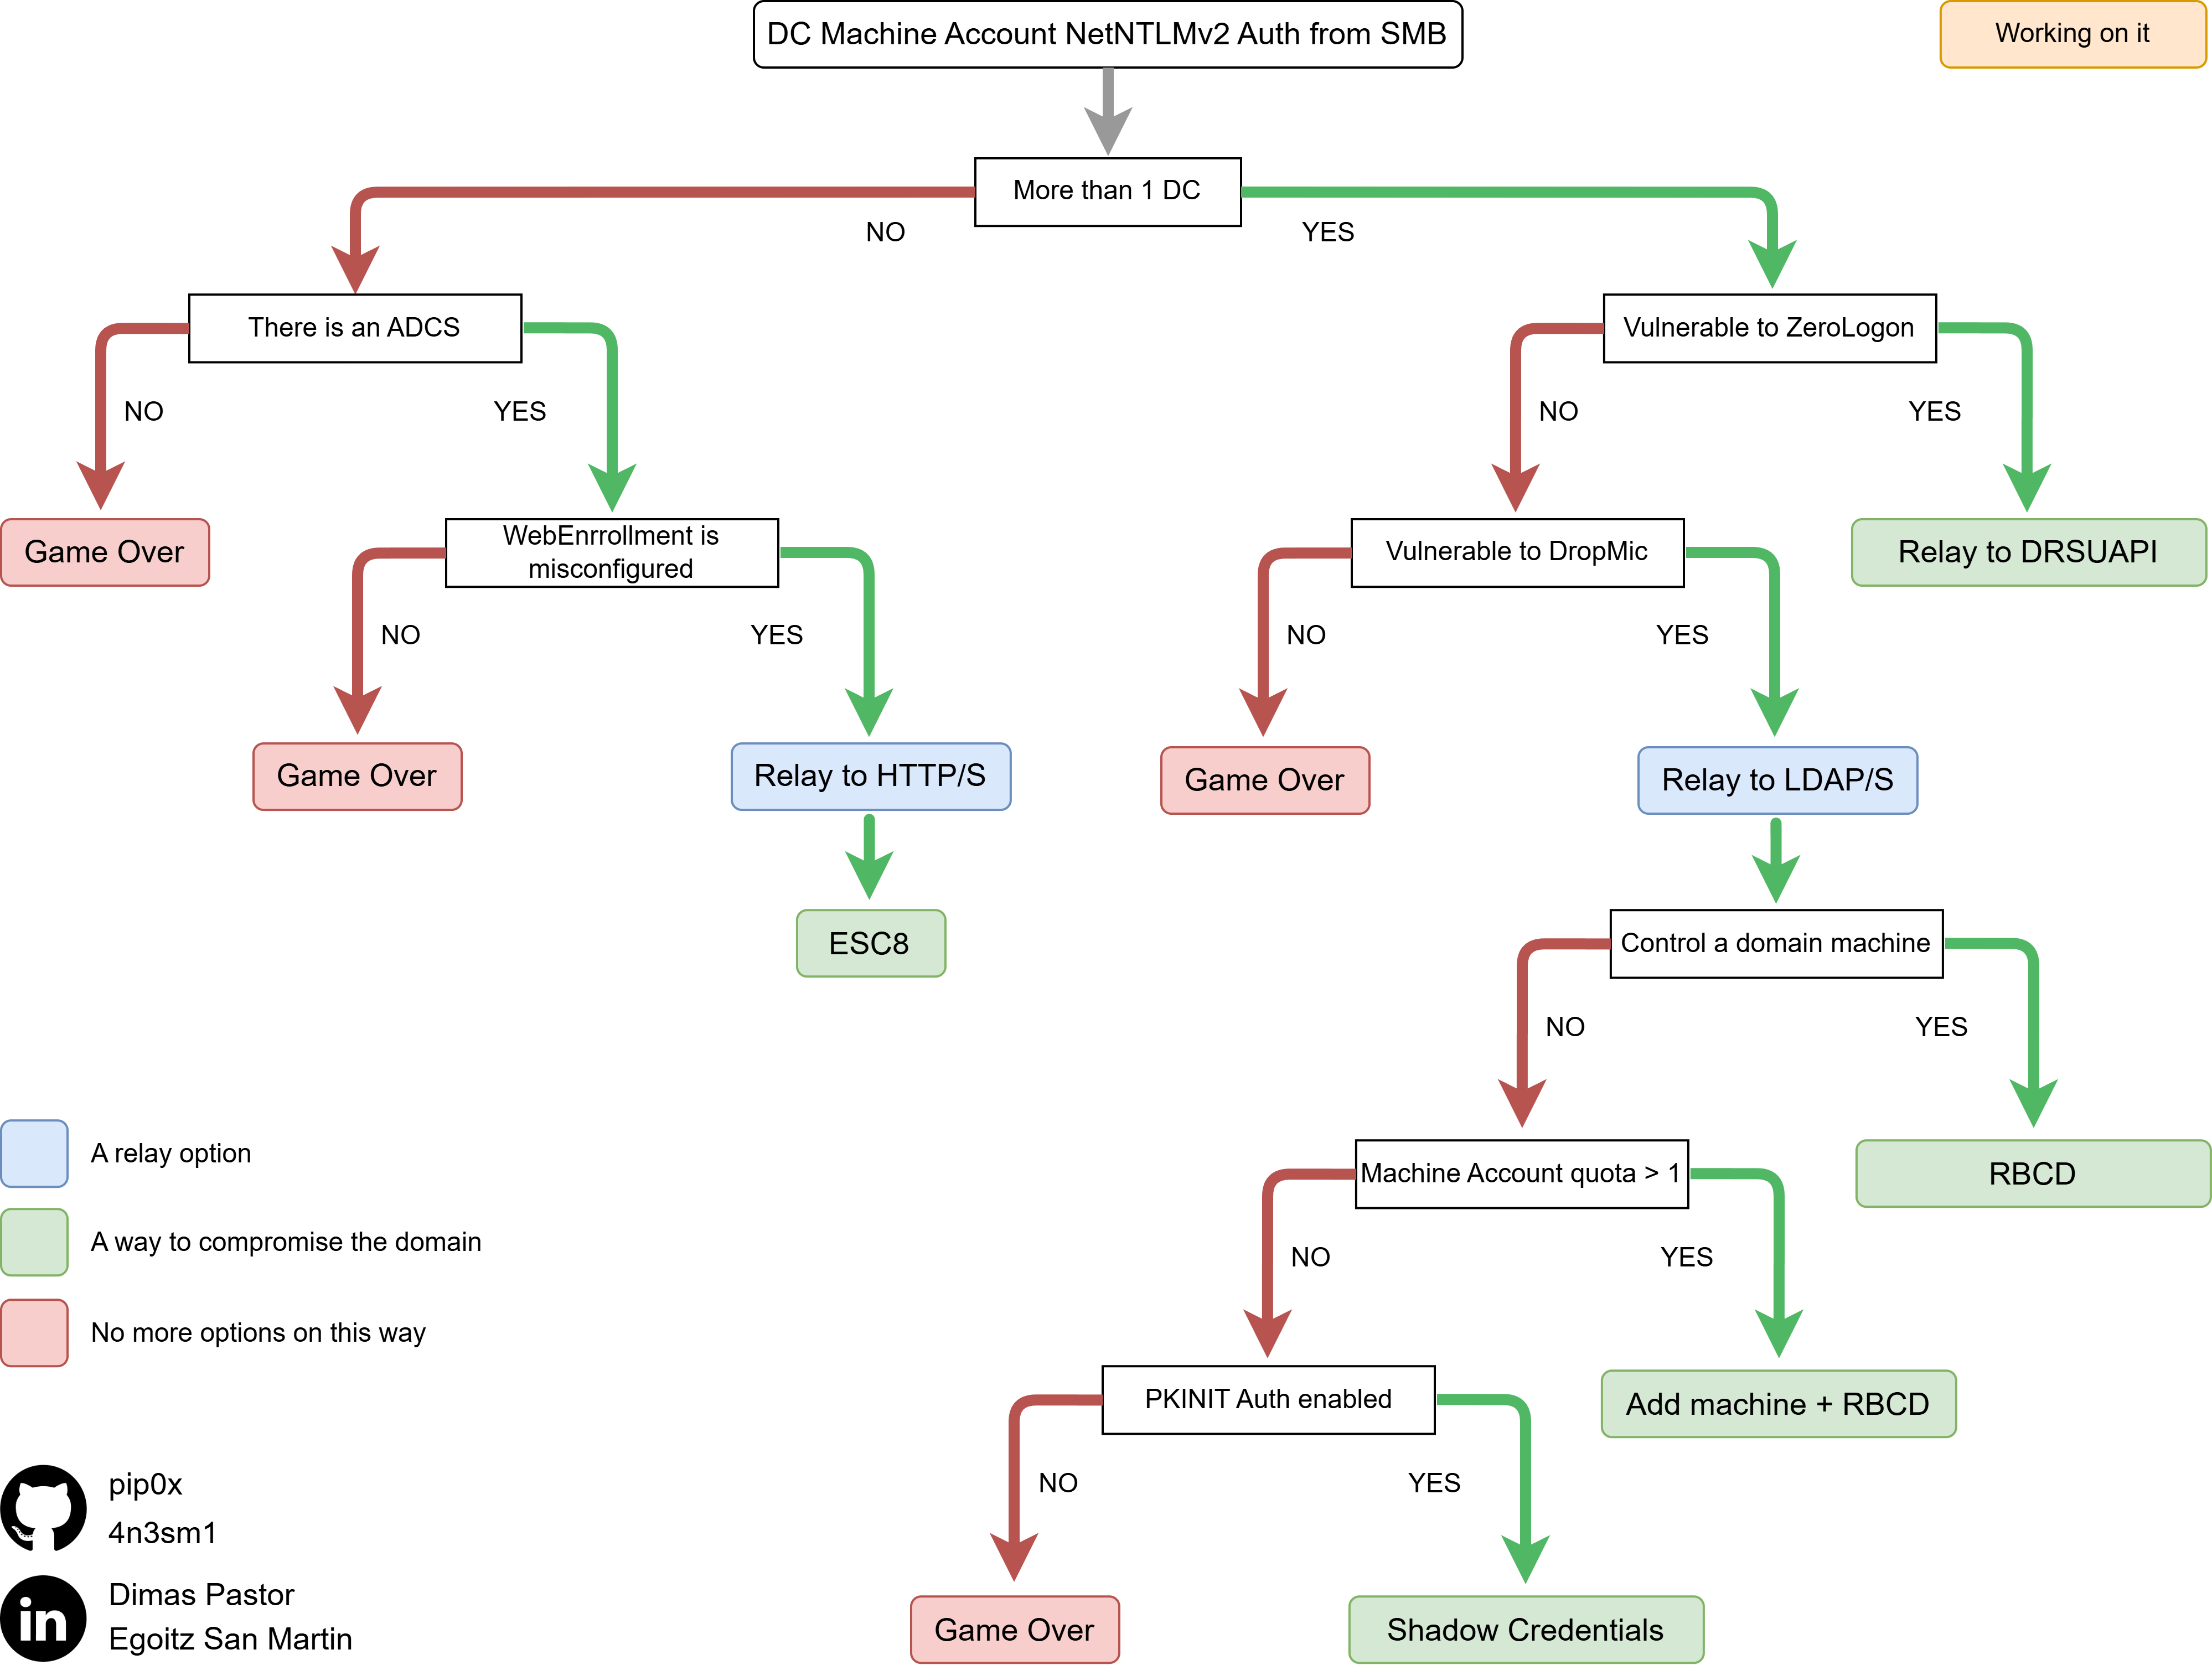 DC Machine Account NetNTLMv2 Auth from SMB
Working on it
More than 1 DC
NO
YES
There is an ADCS
Vulnerable to ZeroLogon
NO
YES
NO
YES
Game Over
WebEnrrollment is
misconfigured
Vulnerable to DropMic
Relay to DRSUAPI
NO
YES
NO
YES
Game Over
Relay to HTTP/S
Game Over
Relay to LDAP/S
ESC8
Control a domain machine
NO
YES
A relay option
Machine Account quota > 1
RBCD
A way to compromise the domain
NO
YES
No more options on this way
PKINIT Auth enabled
Add machine + RBCD
NO
YES
pip0x
4n3sm1
Dimas Pastor
Egoitz San Martin
Game Over
Shadow Credentials
in